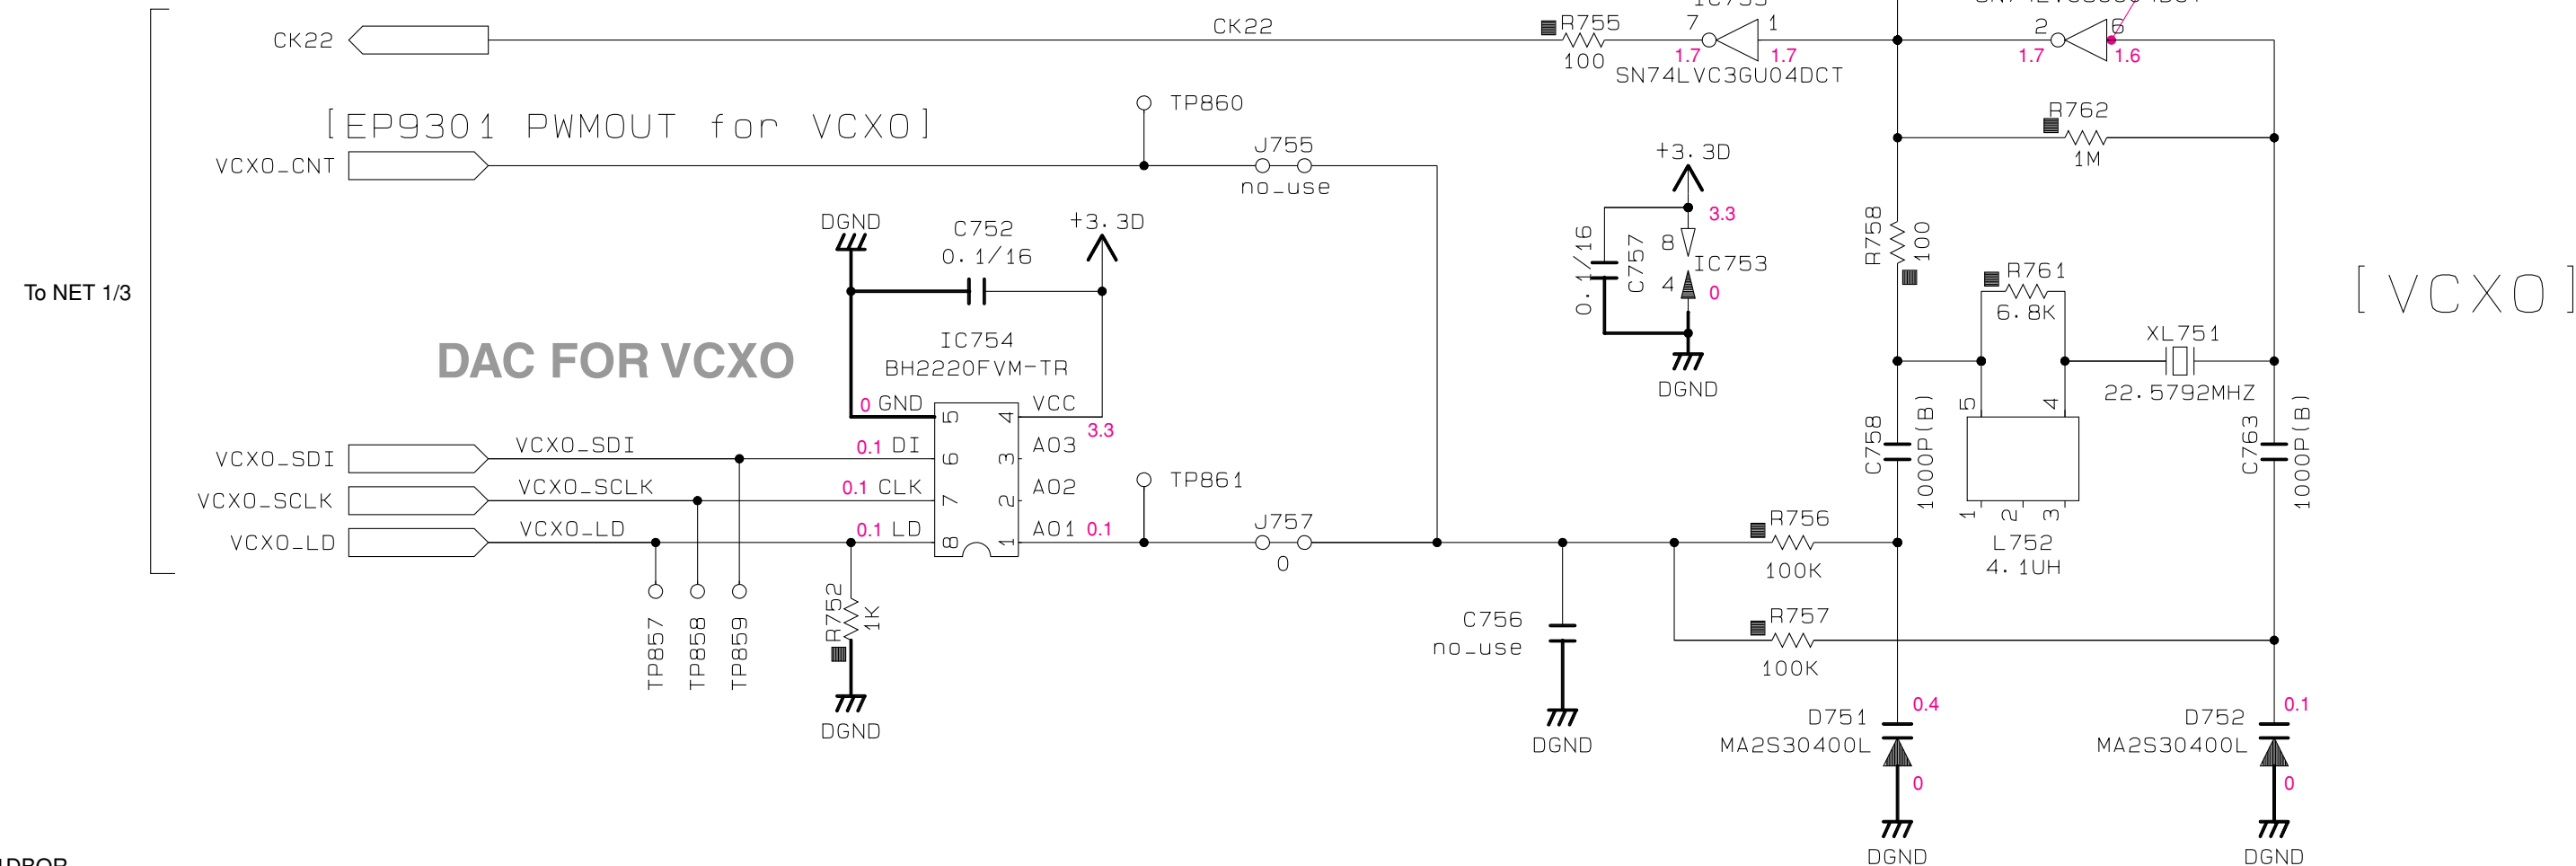 CK22
CK22
R755
100
7
1
1.7
1.7
SN74LVC3GU04DCT
2
6
1.7
1.6
[EP9301 PWMOUT for VCXO]
TP860
VCXO_CNT
J755
no_use
R762
1M
+3.3D
3.3
0.1/16
C757
8
IC753
4
0
DGND
DGND
C752
0.1/16
+3.3D
To NET 1/3
DAC FOR VCXO
IC754
BH2220FVM-TR
R758
100
R761
6.8K
XL751
22.5792MHZ
[VCXO]
0 GND
5
4
VCC
3.3
VCXO_SDI
VCXO_SDI
0.1 DI
6
3
AO3
VCXO_SCLK
VCXO_SCLK
0.1 CLK
7
2
AO2
VCXO_LD
VCXO_LD
0.1 LD
8
1
AO1
0.1
TP861
J757
0
C758
1000P(B)
5
4
1
2
3
L752
4.1UH
C763
1000P(B)
R756
100K
R757
100K
TP857
TP858
TP859
R752
1K
DGND
C756
no_use
DGND
D751
MA2S30400L
0.4
0
DGND
D752
MA2S30400L
0.1
0
DGND